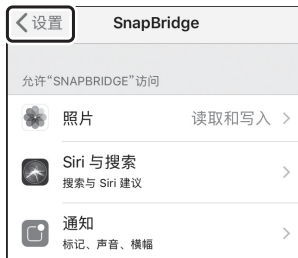 设置 SnapBridge
允许“SNAPBRIDGE”访问
照片 读取和写入
Siri 与搜索
搜索与 Siri 建议
通知
标记、声音、横幅